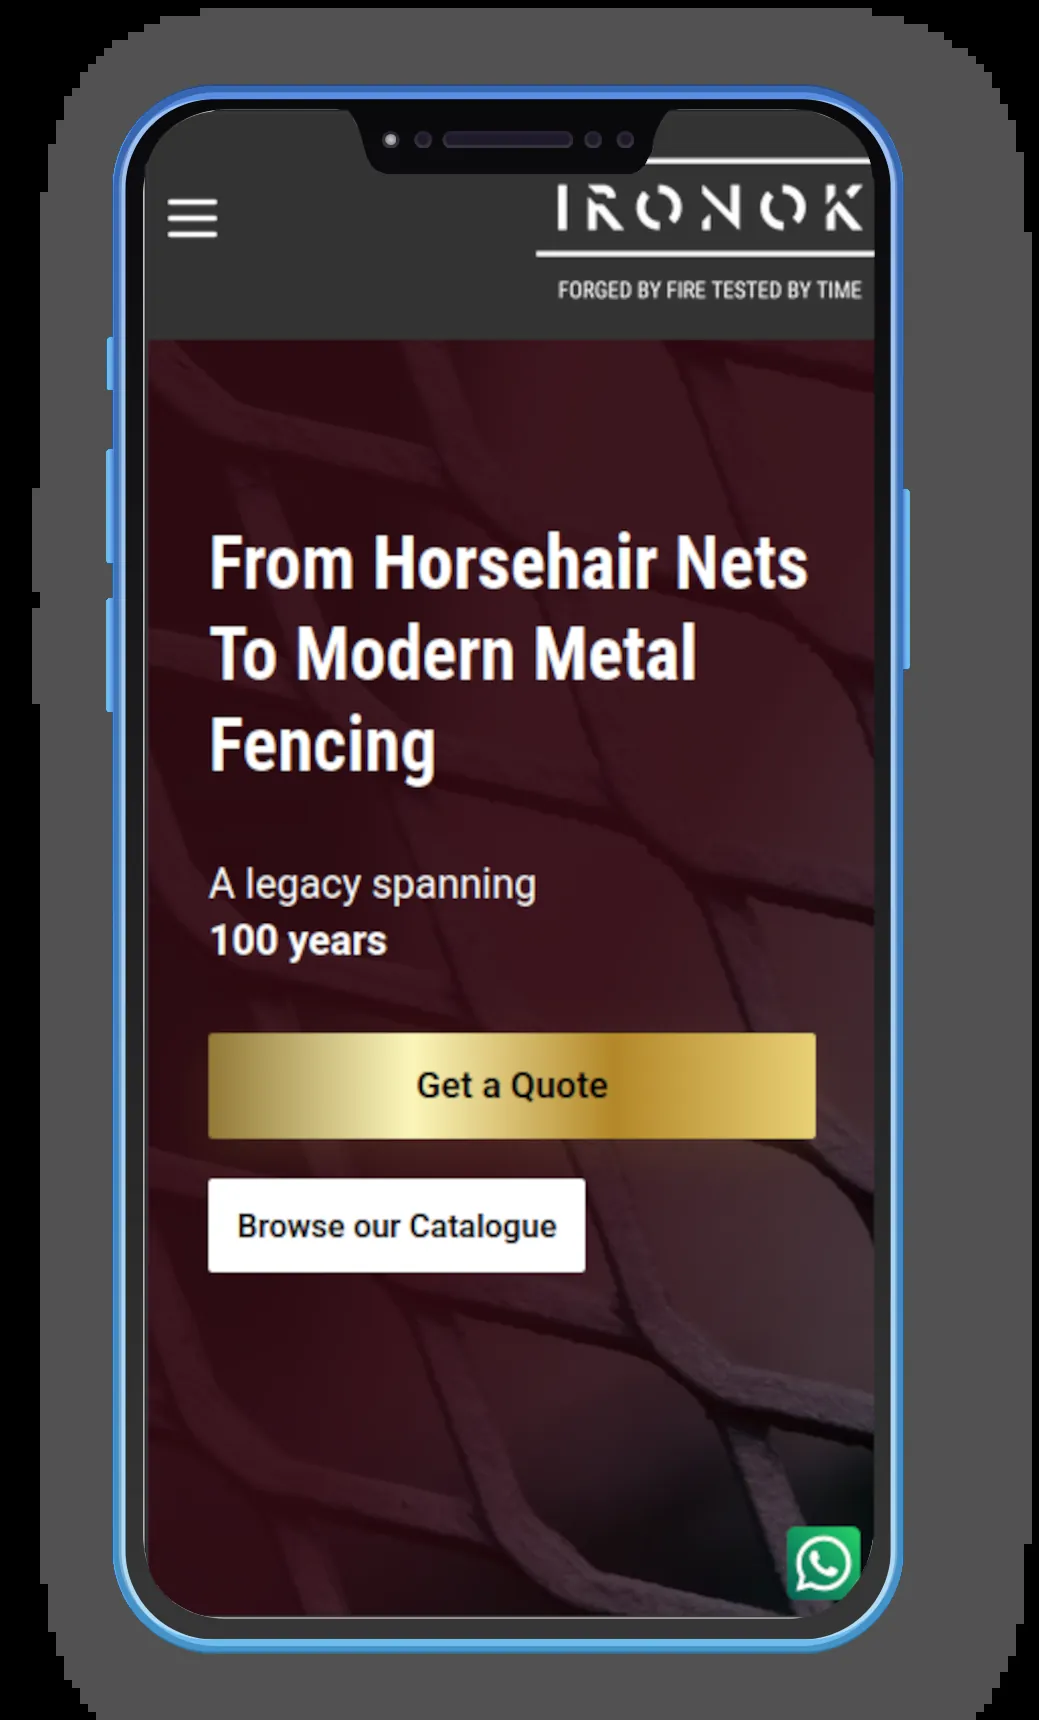 IRONOK
FORGED BY FIRE TESTED BY TIME
From Horsehair Nets
To Modern Metal
Fencing
A legacy spanning
100 years
Get a Quote
Browse our Catalogue